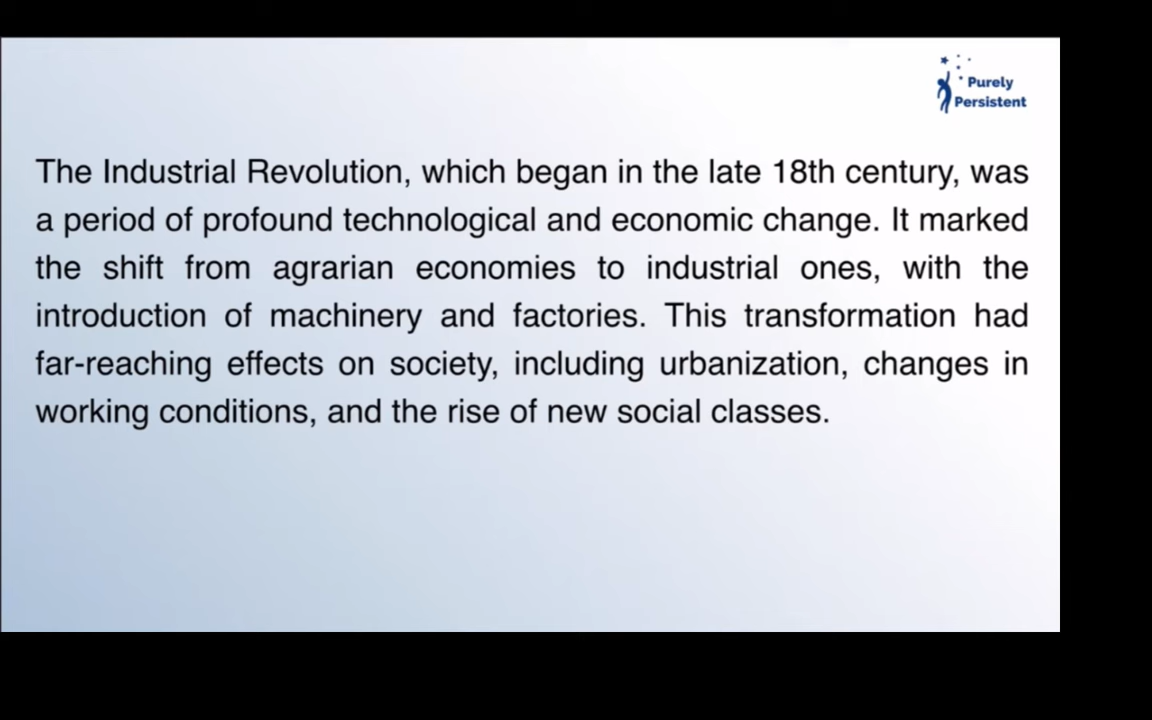 Purely
Persistent
The Industrial Revolution, which began in the late 18th century, was
a period of profound technological and economic change. It marked
the shift from agrarian economies to industrial ones, with the
introduction of machinery and factories. This transformation had
far-reaching effects on society, including urbanization, changes in
working conditions, and the rise of new social classes.